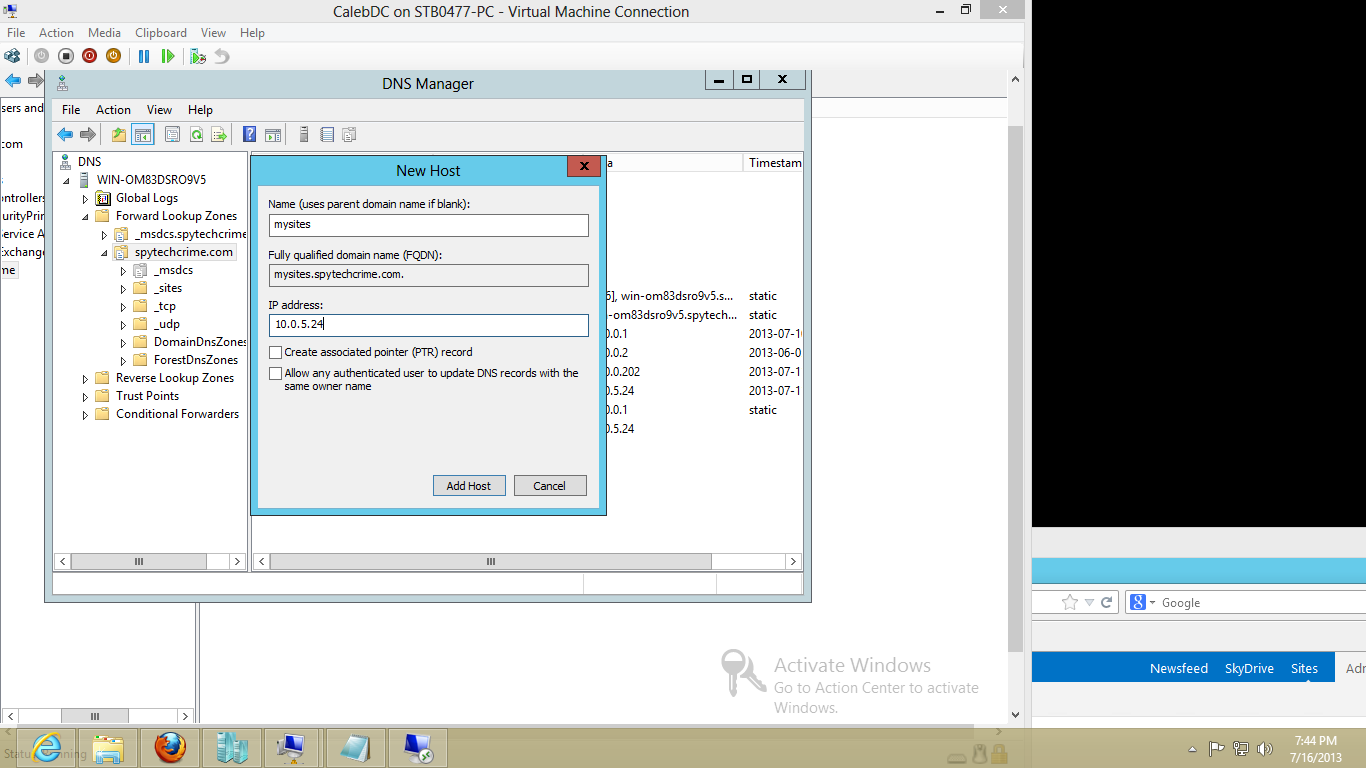 CalebDC on STB0477-PC - Virtual Machine Connection
File Action Media Clipboard View Help
DNS Manager
File Action View Help
sers and
com
ontrollers
urityPrin
ervice A
Exchange
me
DNS
WIN-OM83DSRO9V5
Global Logs
Forward Lookup Zones
_msdcs.spytechcrime
spytechcrime.com
_msdcs
_sites
_tcp
_udp
DomainDnsZones
ForestDnsZones
Reverse Lookup Zones
Trust Points
Conditional Forwarders
New Host
Name (uses parent domain name if blank):
mysites
Fully qualified domain name (FQDN):
mysites.spytechcrime.com.
IP address:
10.0.5.24
Create associated pointer (PTR) record
Allow any authenticated user to update DNS records with the
same owner name
Add Host Cancel
a Timestam
6], win-om83dsro9v5.s... static
-om83dsro9v5.spytech... static
0.0.1 2013-07-10
0.0.2 2013-06-0
0.0.202 2013-07-1
0.5.24 2013-07-1
0.0.1 static
0.5.24
Google
Newsfeed SkyDrive Sites Adr
Activate Windows
Go to Action Center to activate
Windows.
7:44 PM
7/16/2013